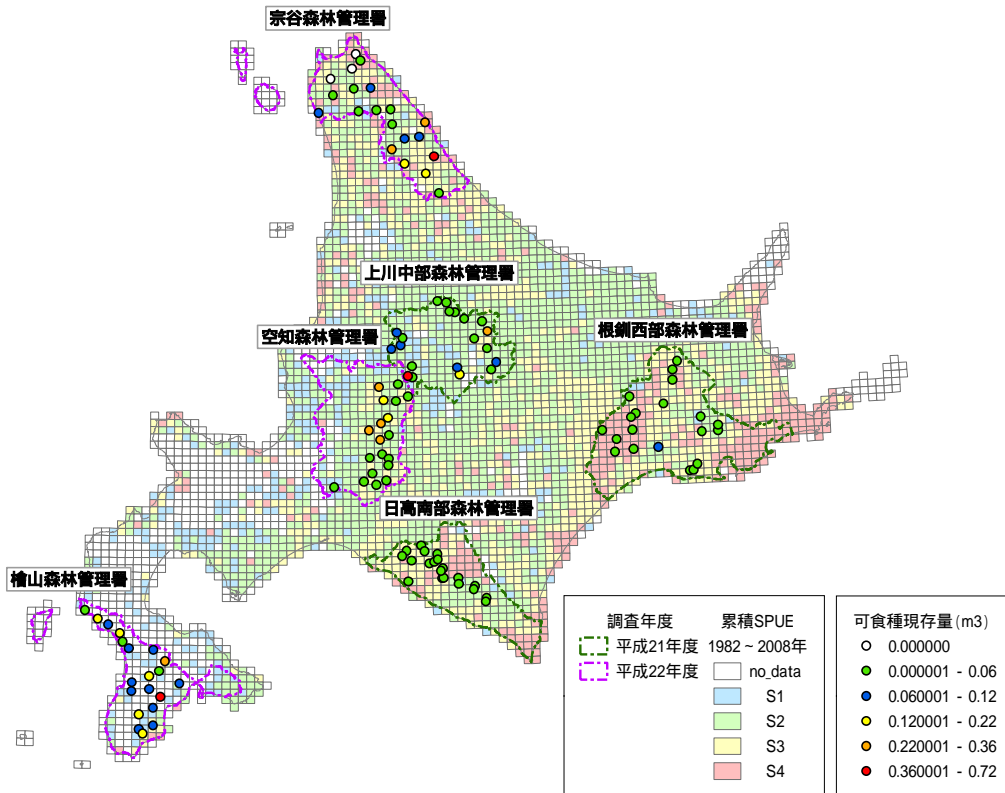 宗谷森林管理署
上川中部森林管理署
空知森林管理署
根釧西部森林管理署
日高南部森林管理署
檜山森林管理署
調査年度
平成21年度
平成22年度
累積SPUE
1982 ~ 2008年
no_data
S1
S2
S3
S4
可食種現存量(m3)
0.000000
0.000001 - 0.06
0.060001 - 0.12
0.120001 - 0.22
0.220001 - 0.36
0.360001 - 0.72